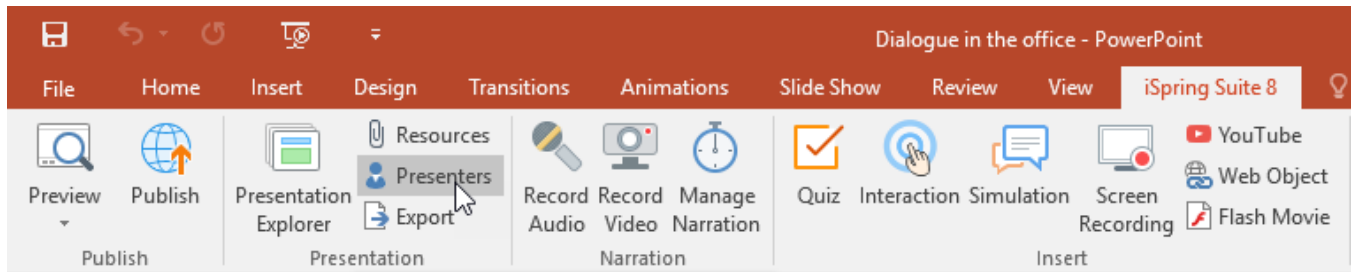 Dialogue in the office - PowerPoint
File Home Insert Design Transitions Animations Slide Show Review View iSpring Suite 8
Preview
Publish
Publish
Presentation
Explorer
Resources
Presenters
Export
Presentation
Record
Audio
Record
Video
Manage
Narration
Narration
Quiz
Interaction
Simulation
Screen
Recording
YouTube
Web Object
Flash Movie
Insert